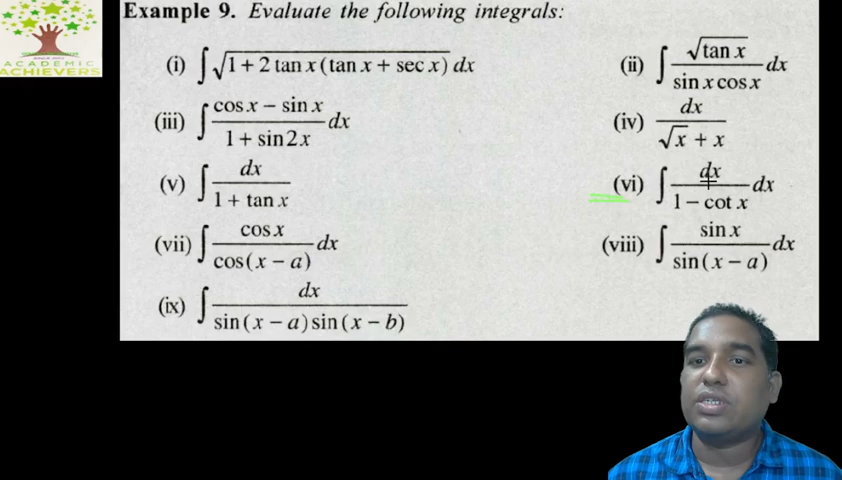 ACADEMIC
ACHIEVERS
Example 9. Evaluate the following integrals:
(i) ∫√(1 + 2 tan x (tan x + sec x)) dx
(ii) ∫ √(tan x) / (sin x cos x) dx
(iii) ∫ (cos x − sin x) / (1 + sin 2x) dx
(iv) dx / (√x + x)
(v) ∫ dx / (1 + tan x)
(vi) ∫ dx / (1 − cot x) dx
(vii) ∫ cos x / cos (x − a) dx
(viii) ∫ sin x / sin (x − a) dx
(ix) ∫ dx / (sin (x − a) sin (x − b))